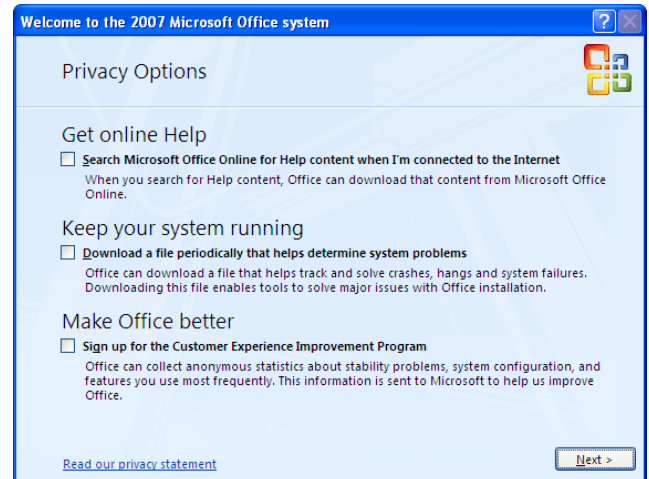 Welcome to the 2007 Microsoft Office system
?
Privacy Options
Get online Help
Search Microsoft Office Online for Help content when I'm connected to the Internet
When you search for Help content, Office can download that content from Microsoft Office
Online.
Keep your system running
Download a file periodically that helps determine system problems
Office can download a file that helps track and solve crashes, hangs and system failures.
Downloading this file enables tools to solve major issues with Office installation.
Make Office better
Sign up for the Customer Experience Improvement Program
Office can collect anonymous statistics about stability problems, system configuration, and
features you use most frequently. This information is sent to Microsoft to help us improve
Office.
Read our privacy statement
Next >